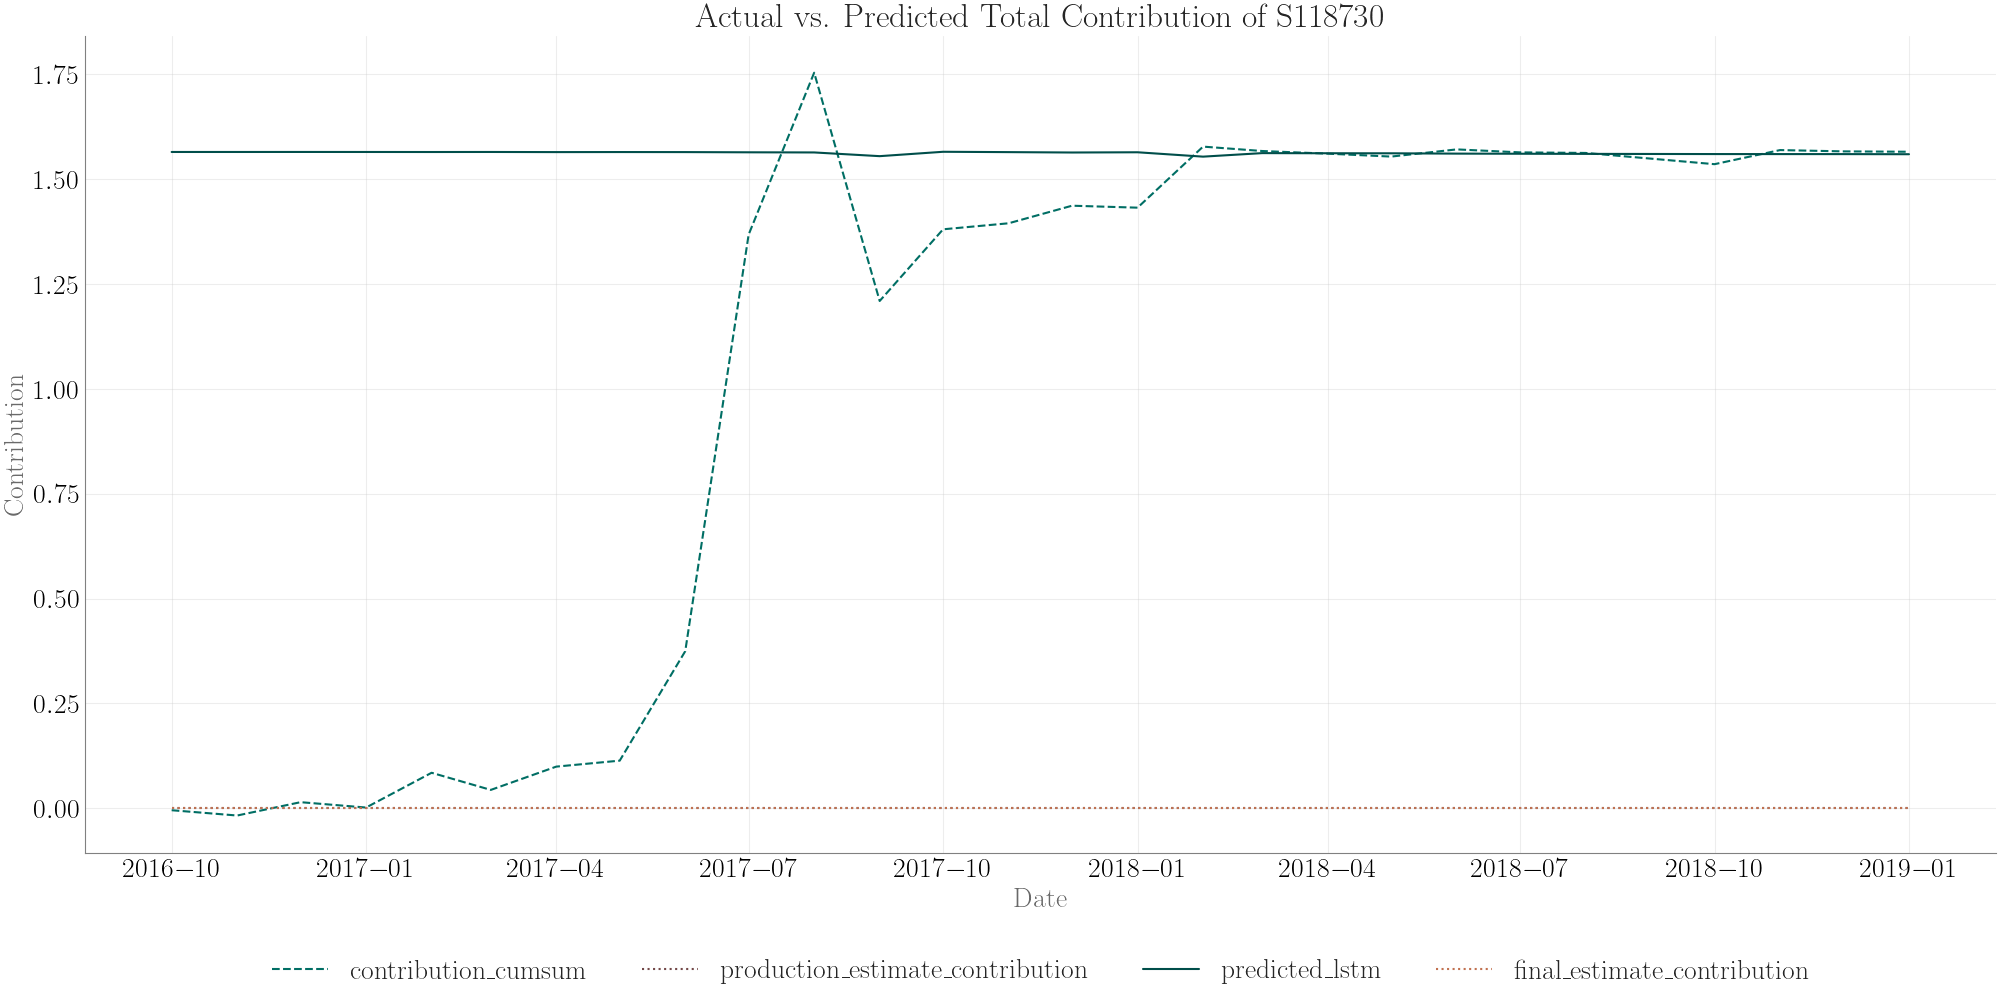 Actual vs. Predicted Total Contribution of S118730
Contribution
1.75
1.50
1.25
1.00
0.75
0.50
0.25
0.00
2016−10 2017−01 2017−04 2017−07 2017−10 2018−01 2018−04 2018−07 2018−10 2019−01
Date
contribution_cumsum production_estimate_contribution predicted_lstm final_estimate_contribution